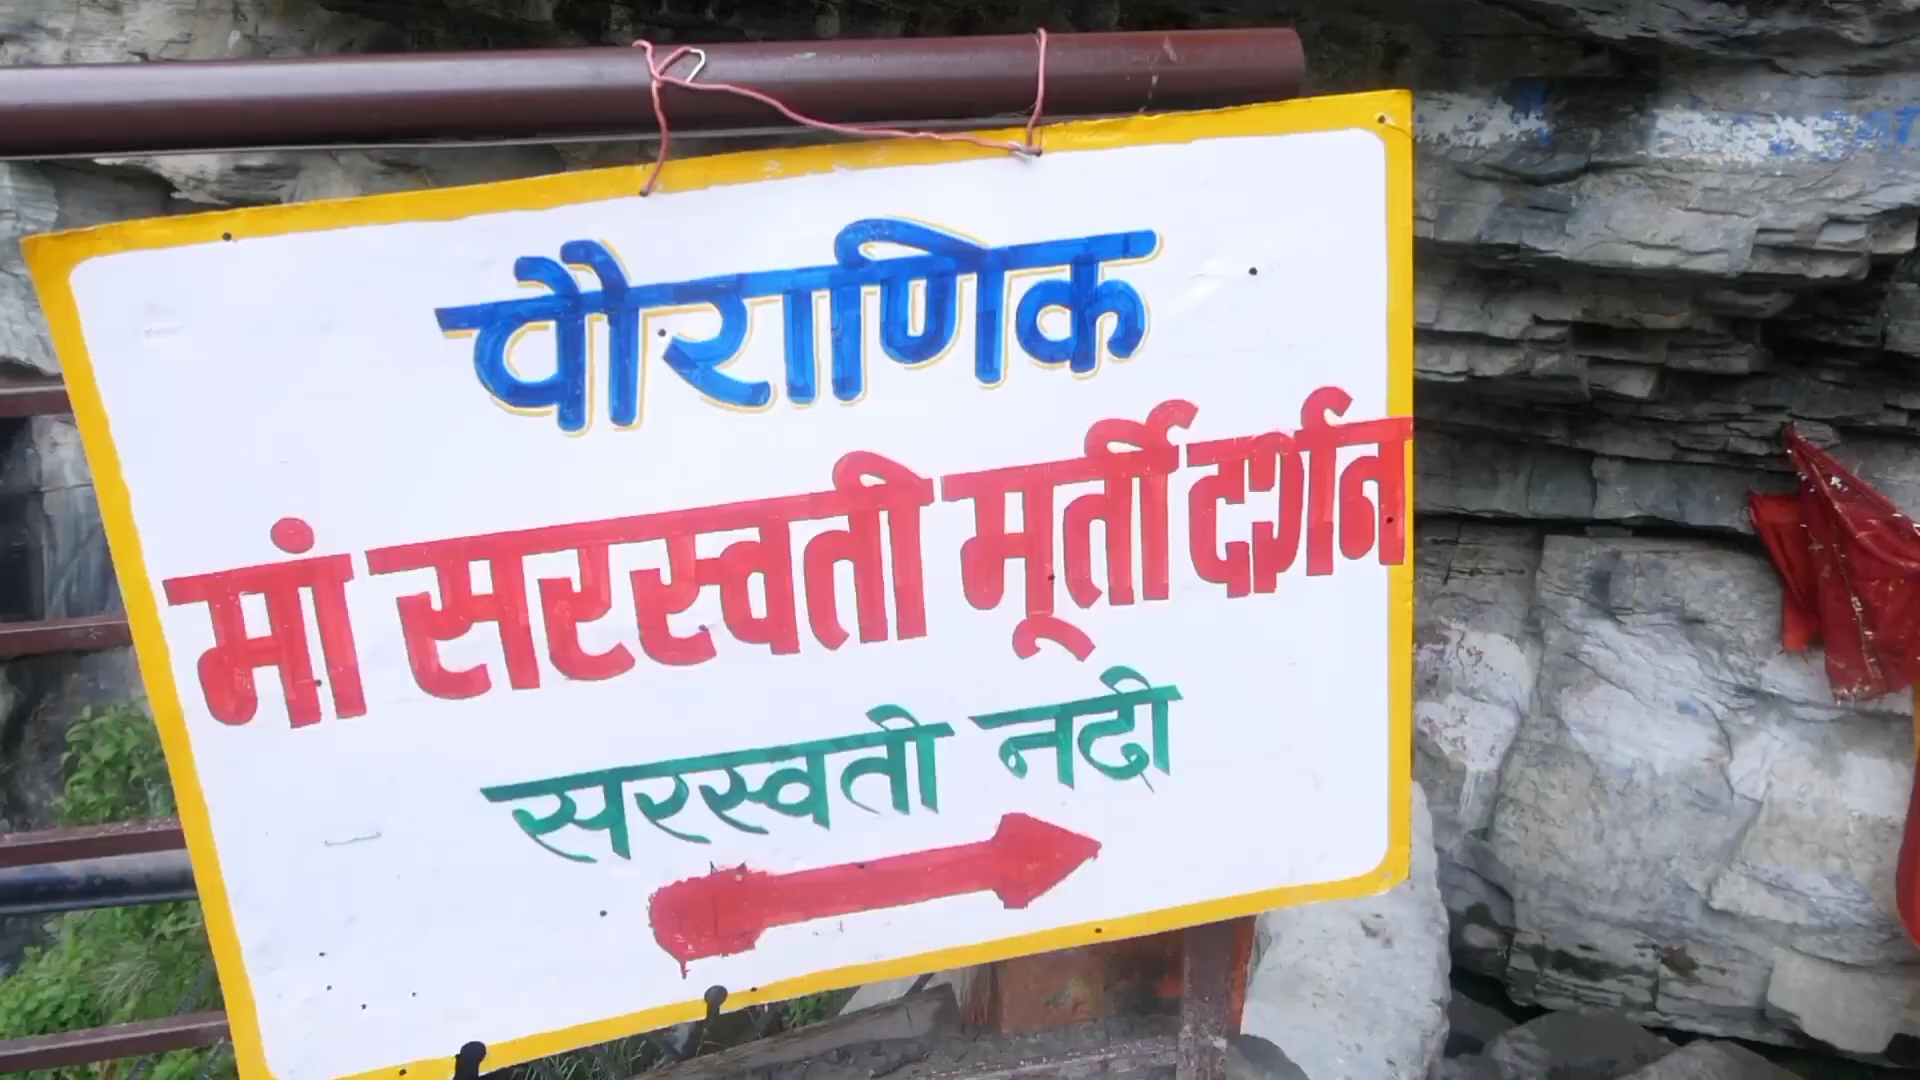 पौराणिक
मां सरस्वती मूर्ती दर्शन
सरस्वती नदी